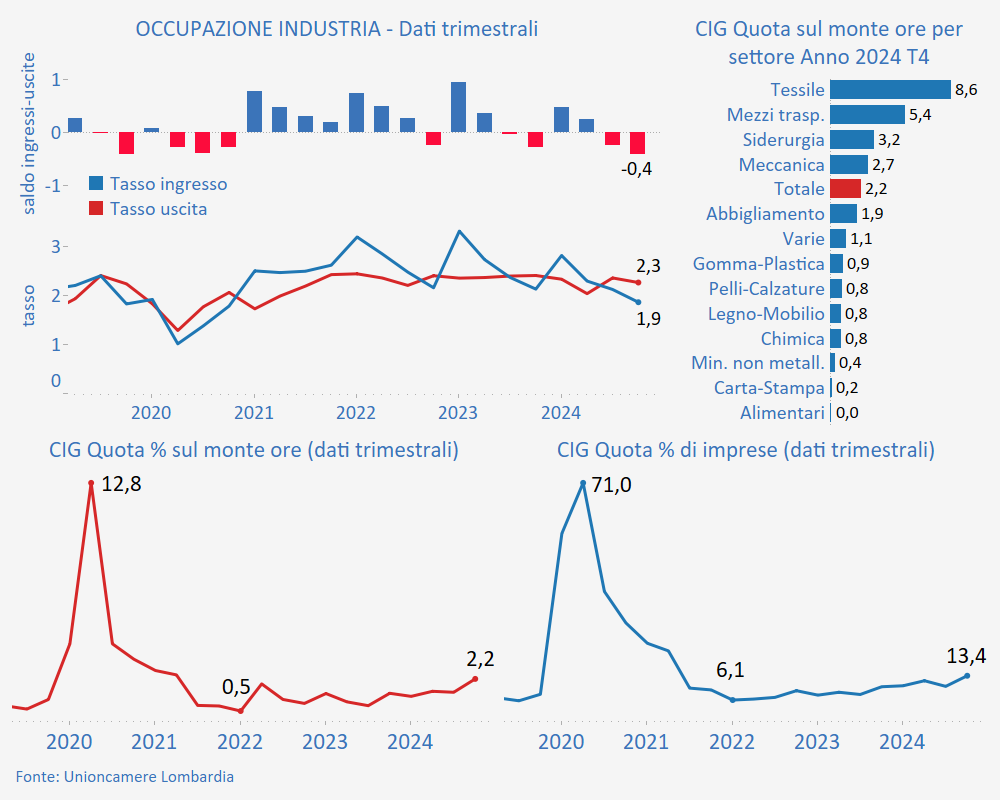 OCCUPAZIONE INDUSTRIA - Dati trimestrali
saldo ingressi-uscite
1
0
-1
-0,4
Tasso ingresso
Tasso uscita
tasso
3
2
1
0
2,3
1,9
2020 2021 2022 2023 2024
CIG Quota sul monte ore per
settore Anno 2024 T4
Tessile 8,6
Mezzi trasp. 5,4
Siderurgia 3,2
Meccanica 2,7
Totale 2,2
Abbigliamento 1,9
Varie 1,1
Gomma-Plastica 0,9
Pelli-Calzature 0,8
Legno-Mobilio 0,8
Chimica 0,8
Min. non metall. 0,4
Carta-Stampa 0,2
Alimentari 0,0
CIG Quota % sul monte ore (dati trimestrali)
12,8
0,5
2,2
2020 2021 2022 2023 2024
CIG Quota % di imprese (dati trimestrali)
71,0
6,1
13,4
2020 2021 2022 2023 2024
Fonte: Unioncamere Lombardia